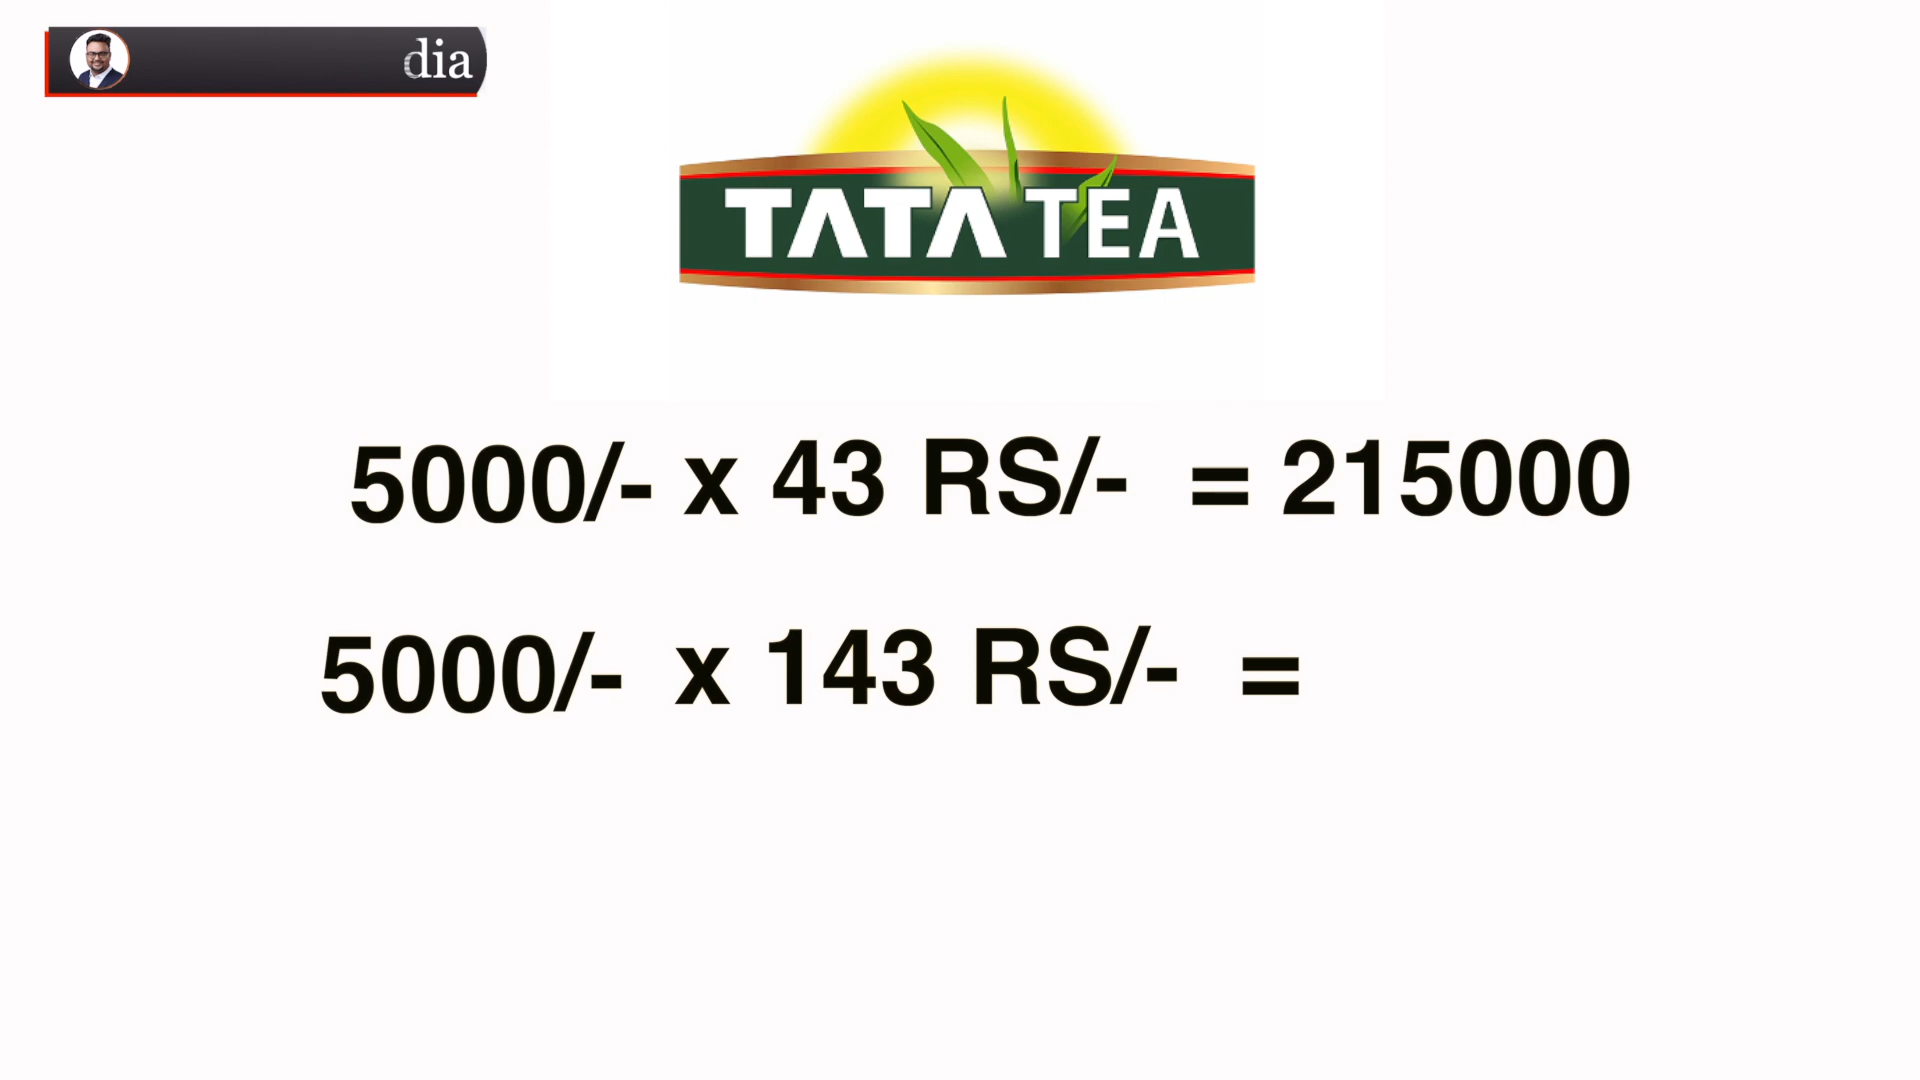 dia
TATA TEA
5000/- x 43 RS/- = 215000
5000/- x 143 RS/- =